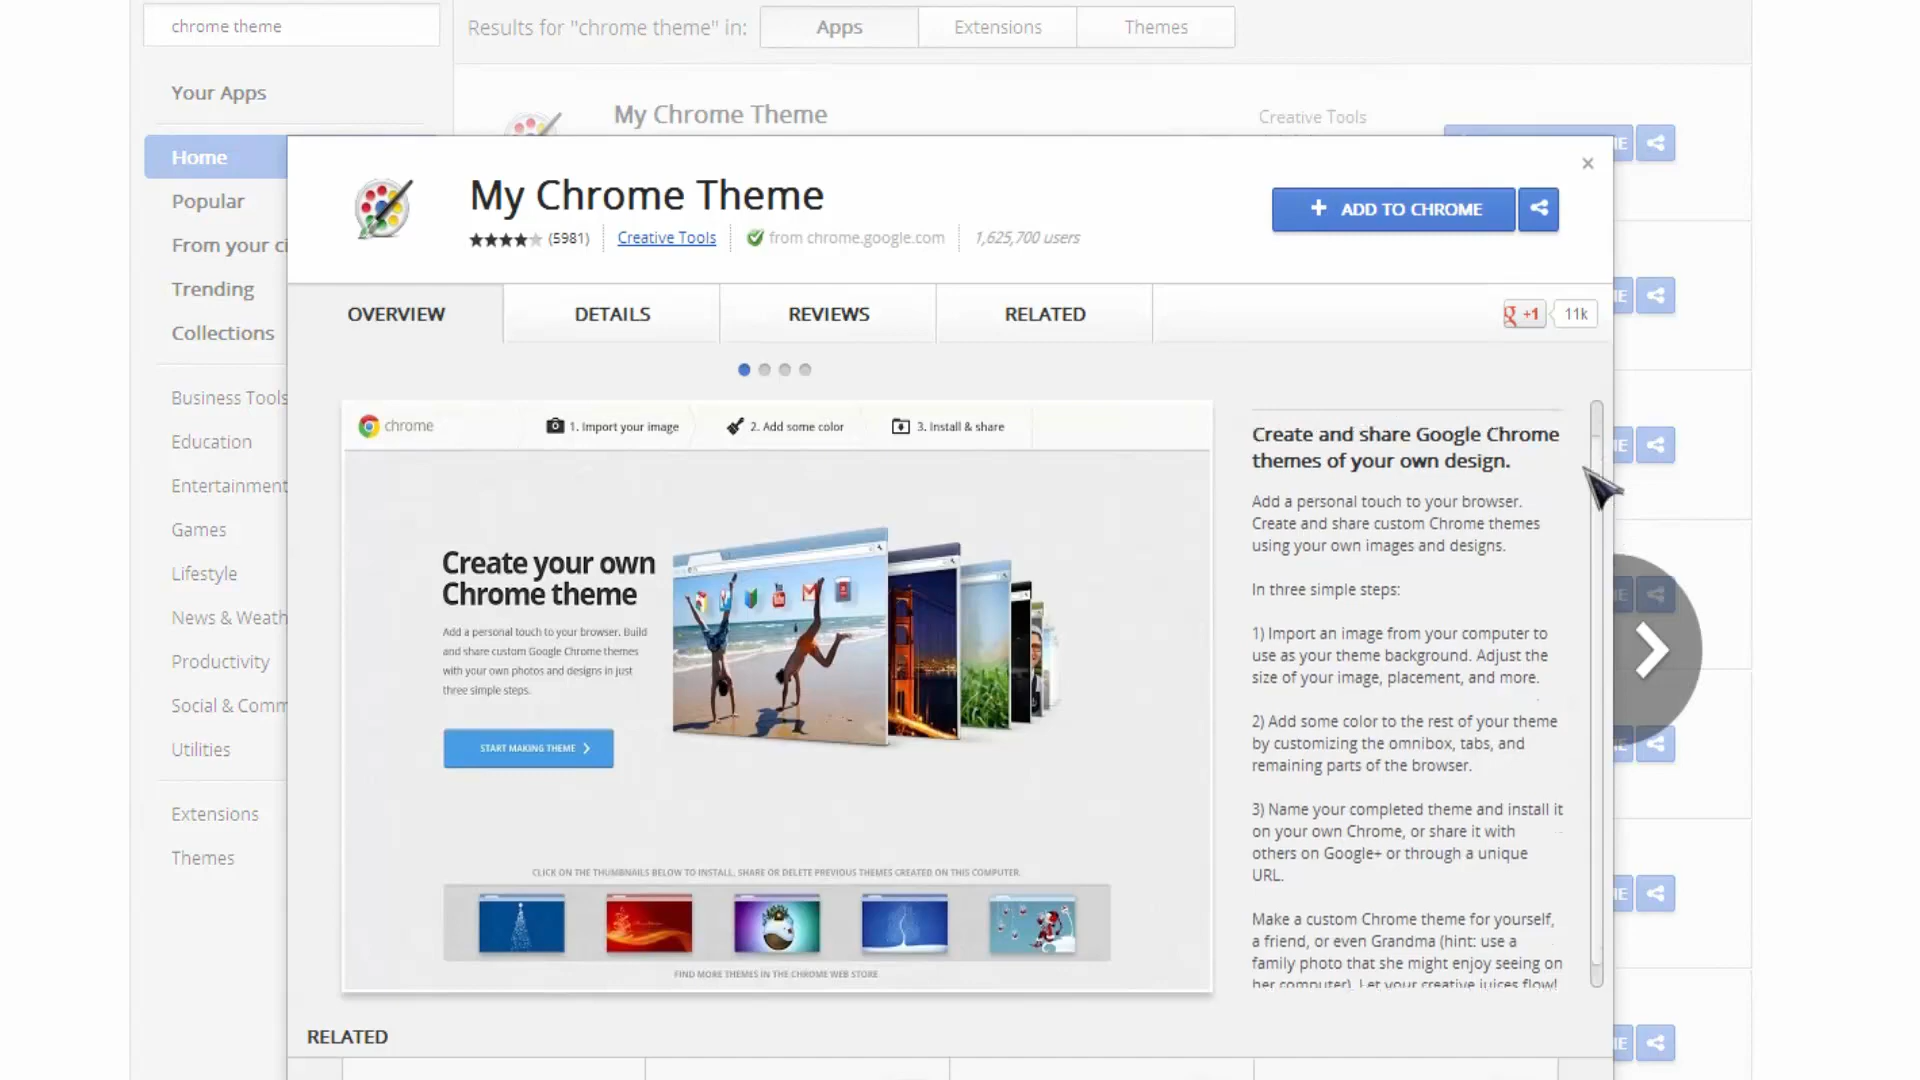 chrome theme
Results for "chrome theme" in:
Apps
Extensions
Themes
Your Apps
Home
Popular
From your ci
Trending
Collections
Business Tools
Education
Entertainment
Games
Lifestyle
News & Weath
Productivity
Social & Comm
Utilities
Extensions
Themes
My Chrome Theme
Creative Tools
My Chrome Theme
(5981)
Creative Tools
from chrome.google.com
1,625,700 users
+ ADD TO CHROME
OVERVIEW
DETAILS
REVIEWS
RELATED
g +1
11k
chrome
1. Import your image
2. Add some color
3. Install & share
Create your own
Chrome theme
Add a personal touch to your browser. Build
and share custom Google Chrome themes
with your own photos and designs in just
three simple steps.
START MAKING THEME
CLICK ON THE THUMBNAILS BELOW TO INSTALL, SHARE OR DELETE PREVIOUS THEMES CREATED ON THIS COMPUTER.
FIND MORE THEMES IN THE CHROME WEB STORE
Create and share Google Chrome
themes of your own design.
Add a personal touch to your browser.
Create and share custom Chrome themes
using your own images and designs.
In three simple steps:
1) Import an image from your computer to
use as your theme background. Adjust the
size of your image, placement, and more.
2) Add some color to the rest of your theme
by customizing the omnibox, tabs, and
remaining parts of the browser.
3) Name your completed theme and install it
on your own Chrome, or share it with
others on Google+ or through a unique
URL.
Make a custom Chrome theme for yourself,
a friend, or even Grandma (hint: use a
family photo that she might enjoy seeing on
her computer). Let your creative juices flow!
RELATED